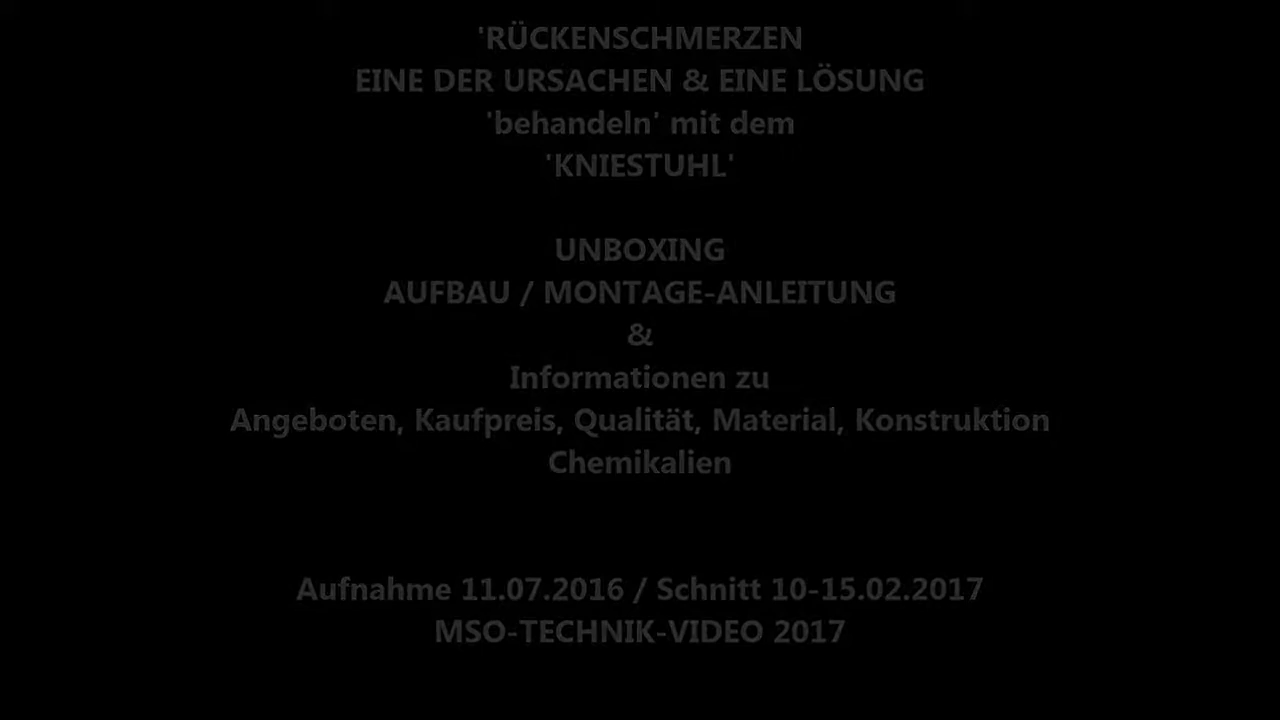 'RÜCKENSCHMERZEN
EINE DER URSACHEN & EINE LÖSUNG
'behandeln' mit dem
'KNIESTUHL'
UNBOXING
AUFBAU / MONTAGE-ANLEITUNG
&
Informationen zu
Angeboten, Kaufpreis, Qualität, Material, Konstruktion
Chemikalien
Aufnahme 11.07.2016 / Schnitt 10-15.02.2017
MSO-TECHNIK-VIDEO 2017